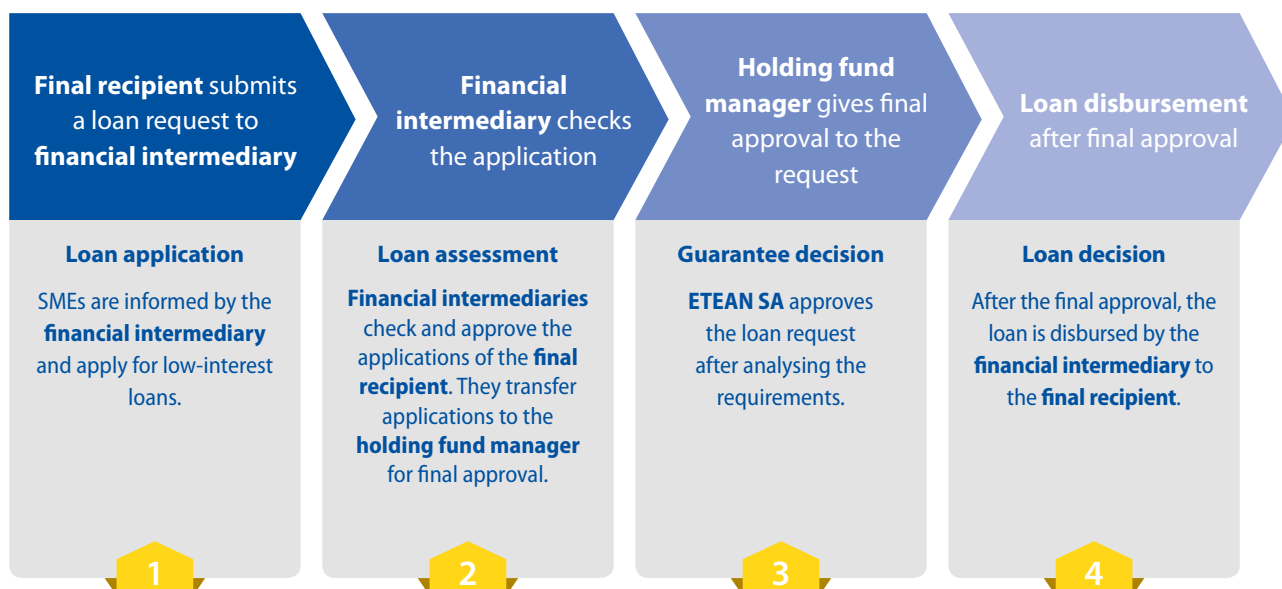 Final recipient submits
a loan request to
financial intermediary
Financial
intermediary checks
the application
Holding fund
manager gives final
approval to the
request
Loan disbursement
after final approval
Loan application
SMEs are informed by the
financial intermediary
and apply for low-interest
loans.
Loan assessment
Financial intermediaries
check and approve the
applications of the final
recipient. They transfer
applications to the
holding fund manager
for final approval.
Guarantee decision
ETEAN SA approves
the loan request
after analysing the
requirements.
Loan decision
After the final approval, the
loan is disbursed by the
financial intermediary to
the final recipient.
1
2
3
4